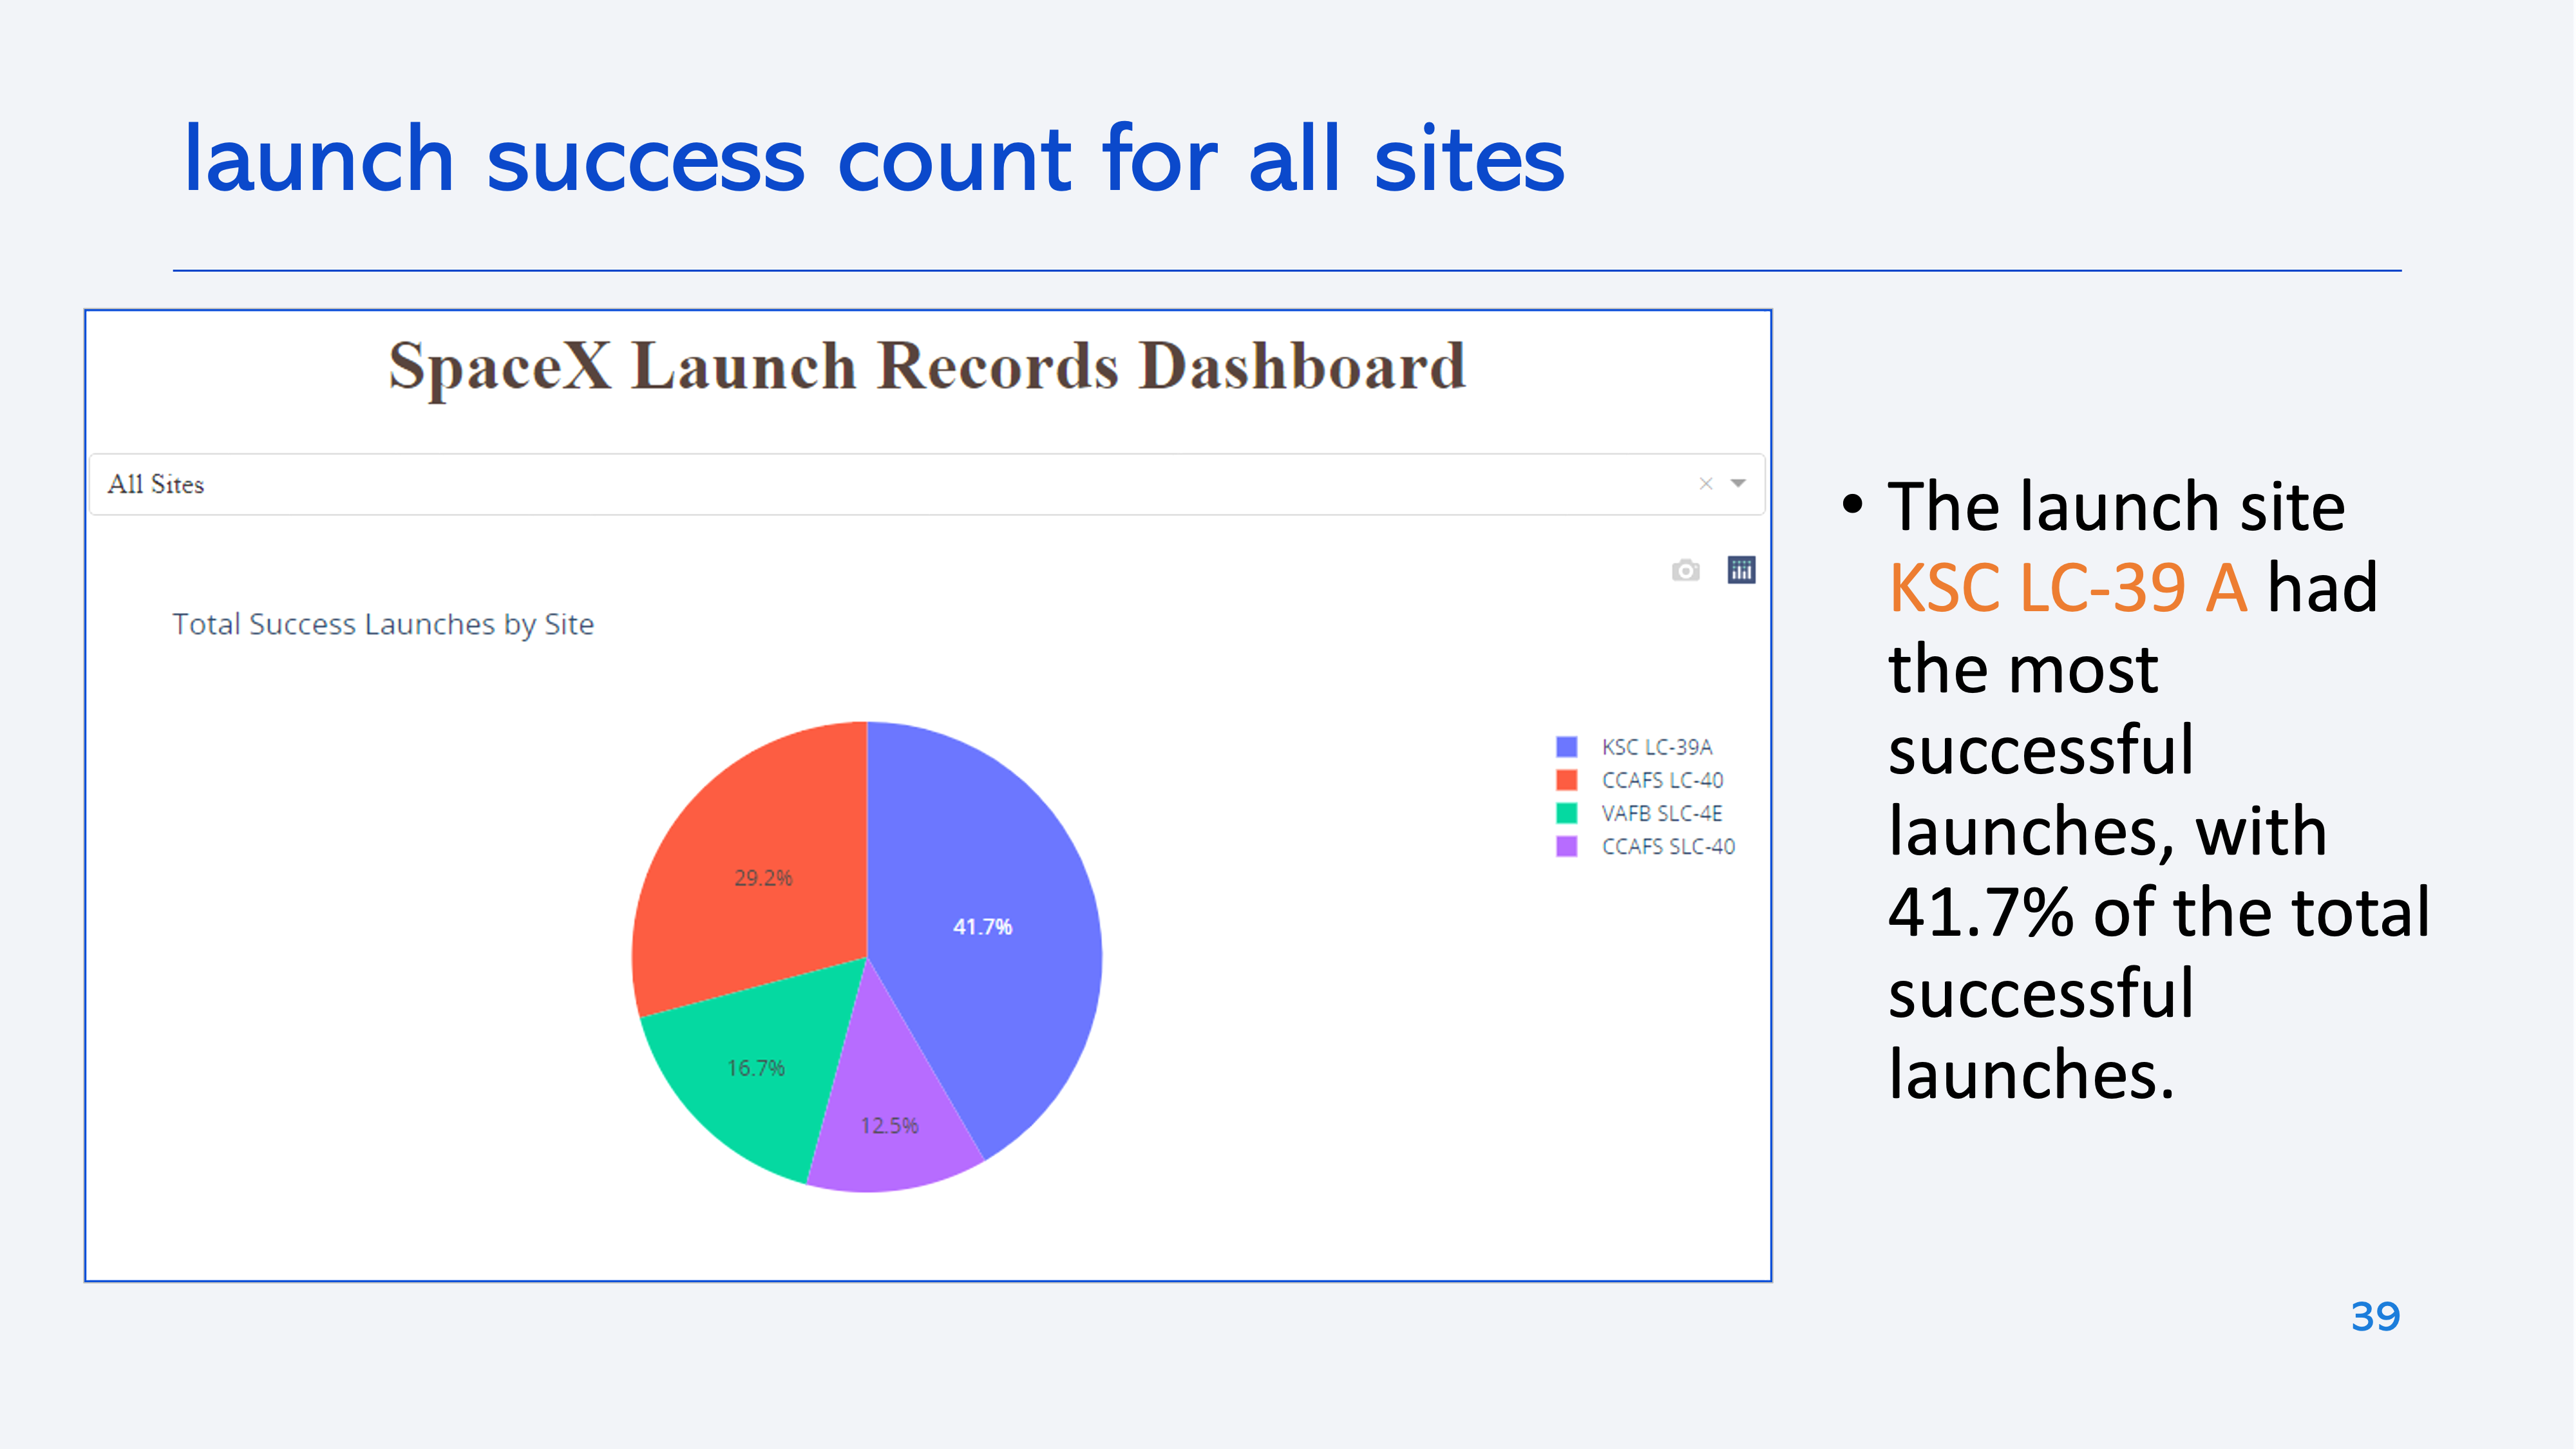 launch success count for all sites
SpaceX Launch Records Dashboard
All Sites
Total Success Launches by Site
KSC LC-39A
CCAFS LC-40
VAFB SLC-4E
CCAFS SLC-40
29.2%
41.7%
16.7%
12.5%
• The launch site
KSC LC-39 A had
the most
successful
launches, with
41.7% of the total
successful
launches.
39